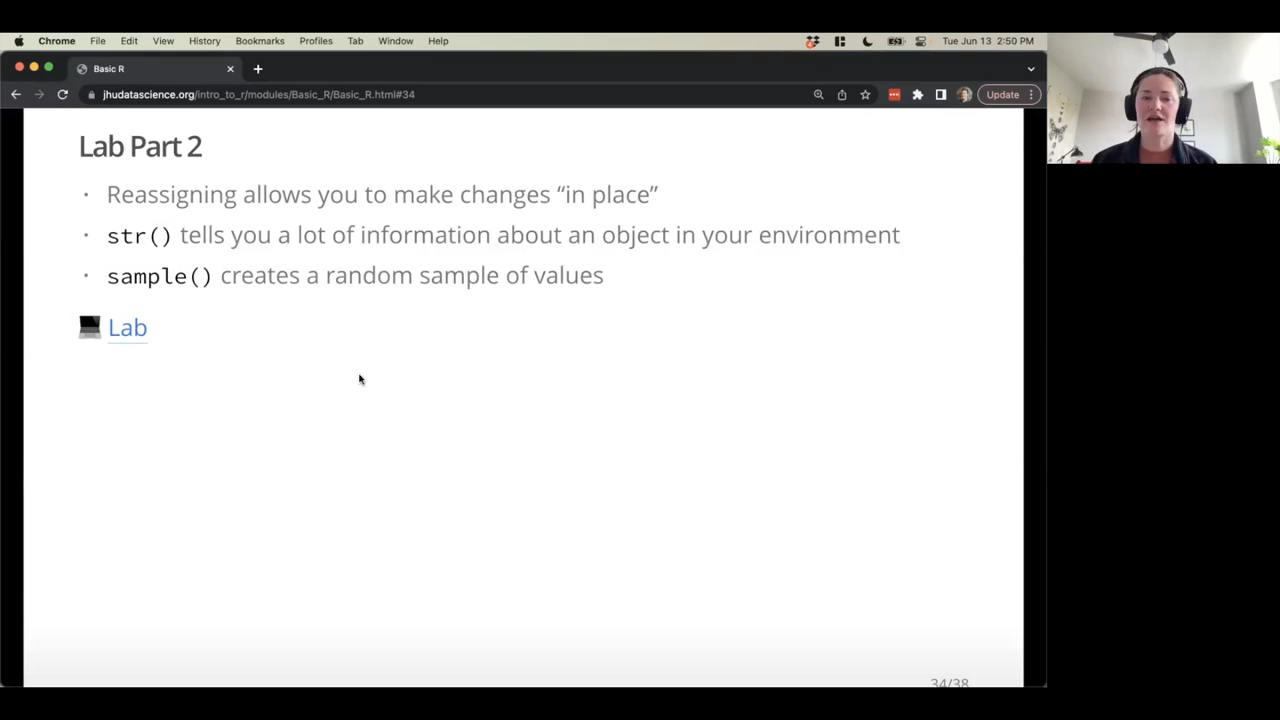 Chrome File Edit View History Bookmarks Profiles Tab Window Help Tue Jun 13 2:50 PM
Basic R
jhudatascience.org/intro_to_r/modules/Basic_R/Basic_R.html#34 Update
Lab Part 2
· Reassigning allows you to make changes “in place”
· str() tells you a lot of information about an object in your environment
· sample() creates a random sample of values
Lab
34/38